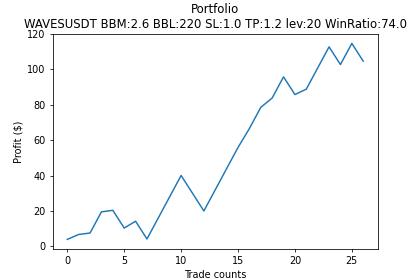 Portfolio
WAVESUSDT BBM:2.6 BBL:220 SL:1.0 TP:1.2 lev:20 WinRatio:74.0
120
100
80
60
40
20
0
Profit ($)
0 5 10 15 20 25
Trade counts